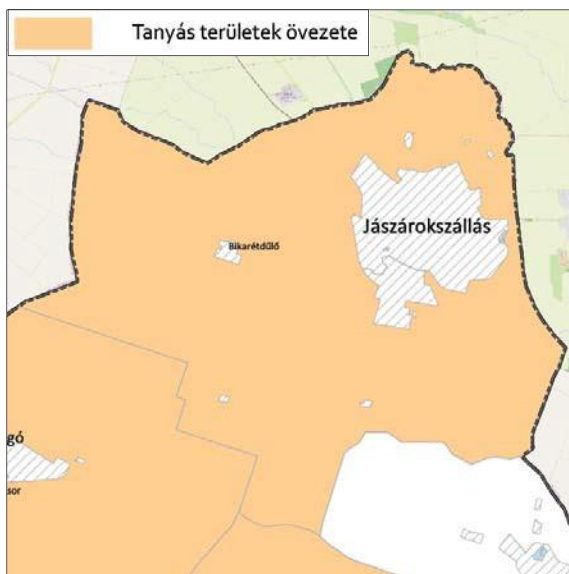 Tanyás területek övezete
Jászárokszállás
Bikarétdűlő
gó
sor